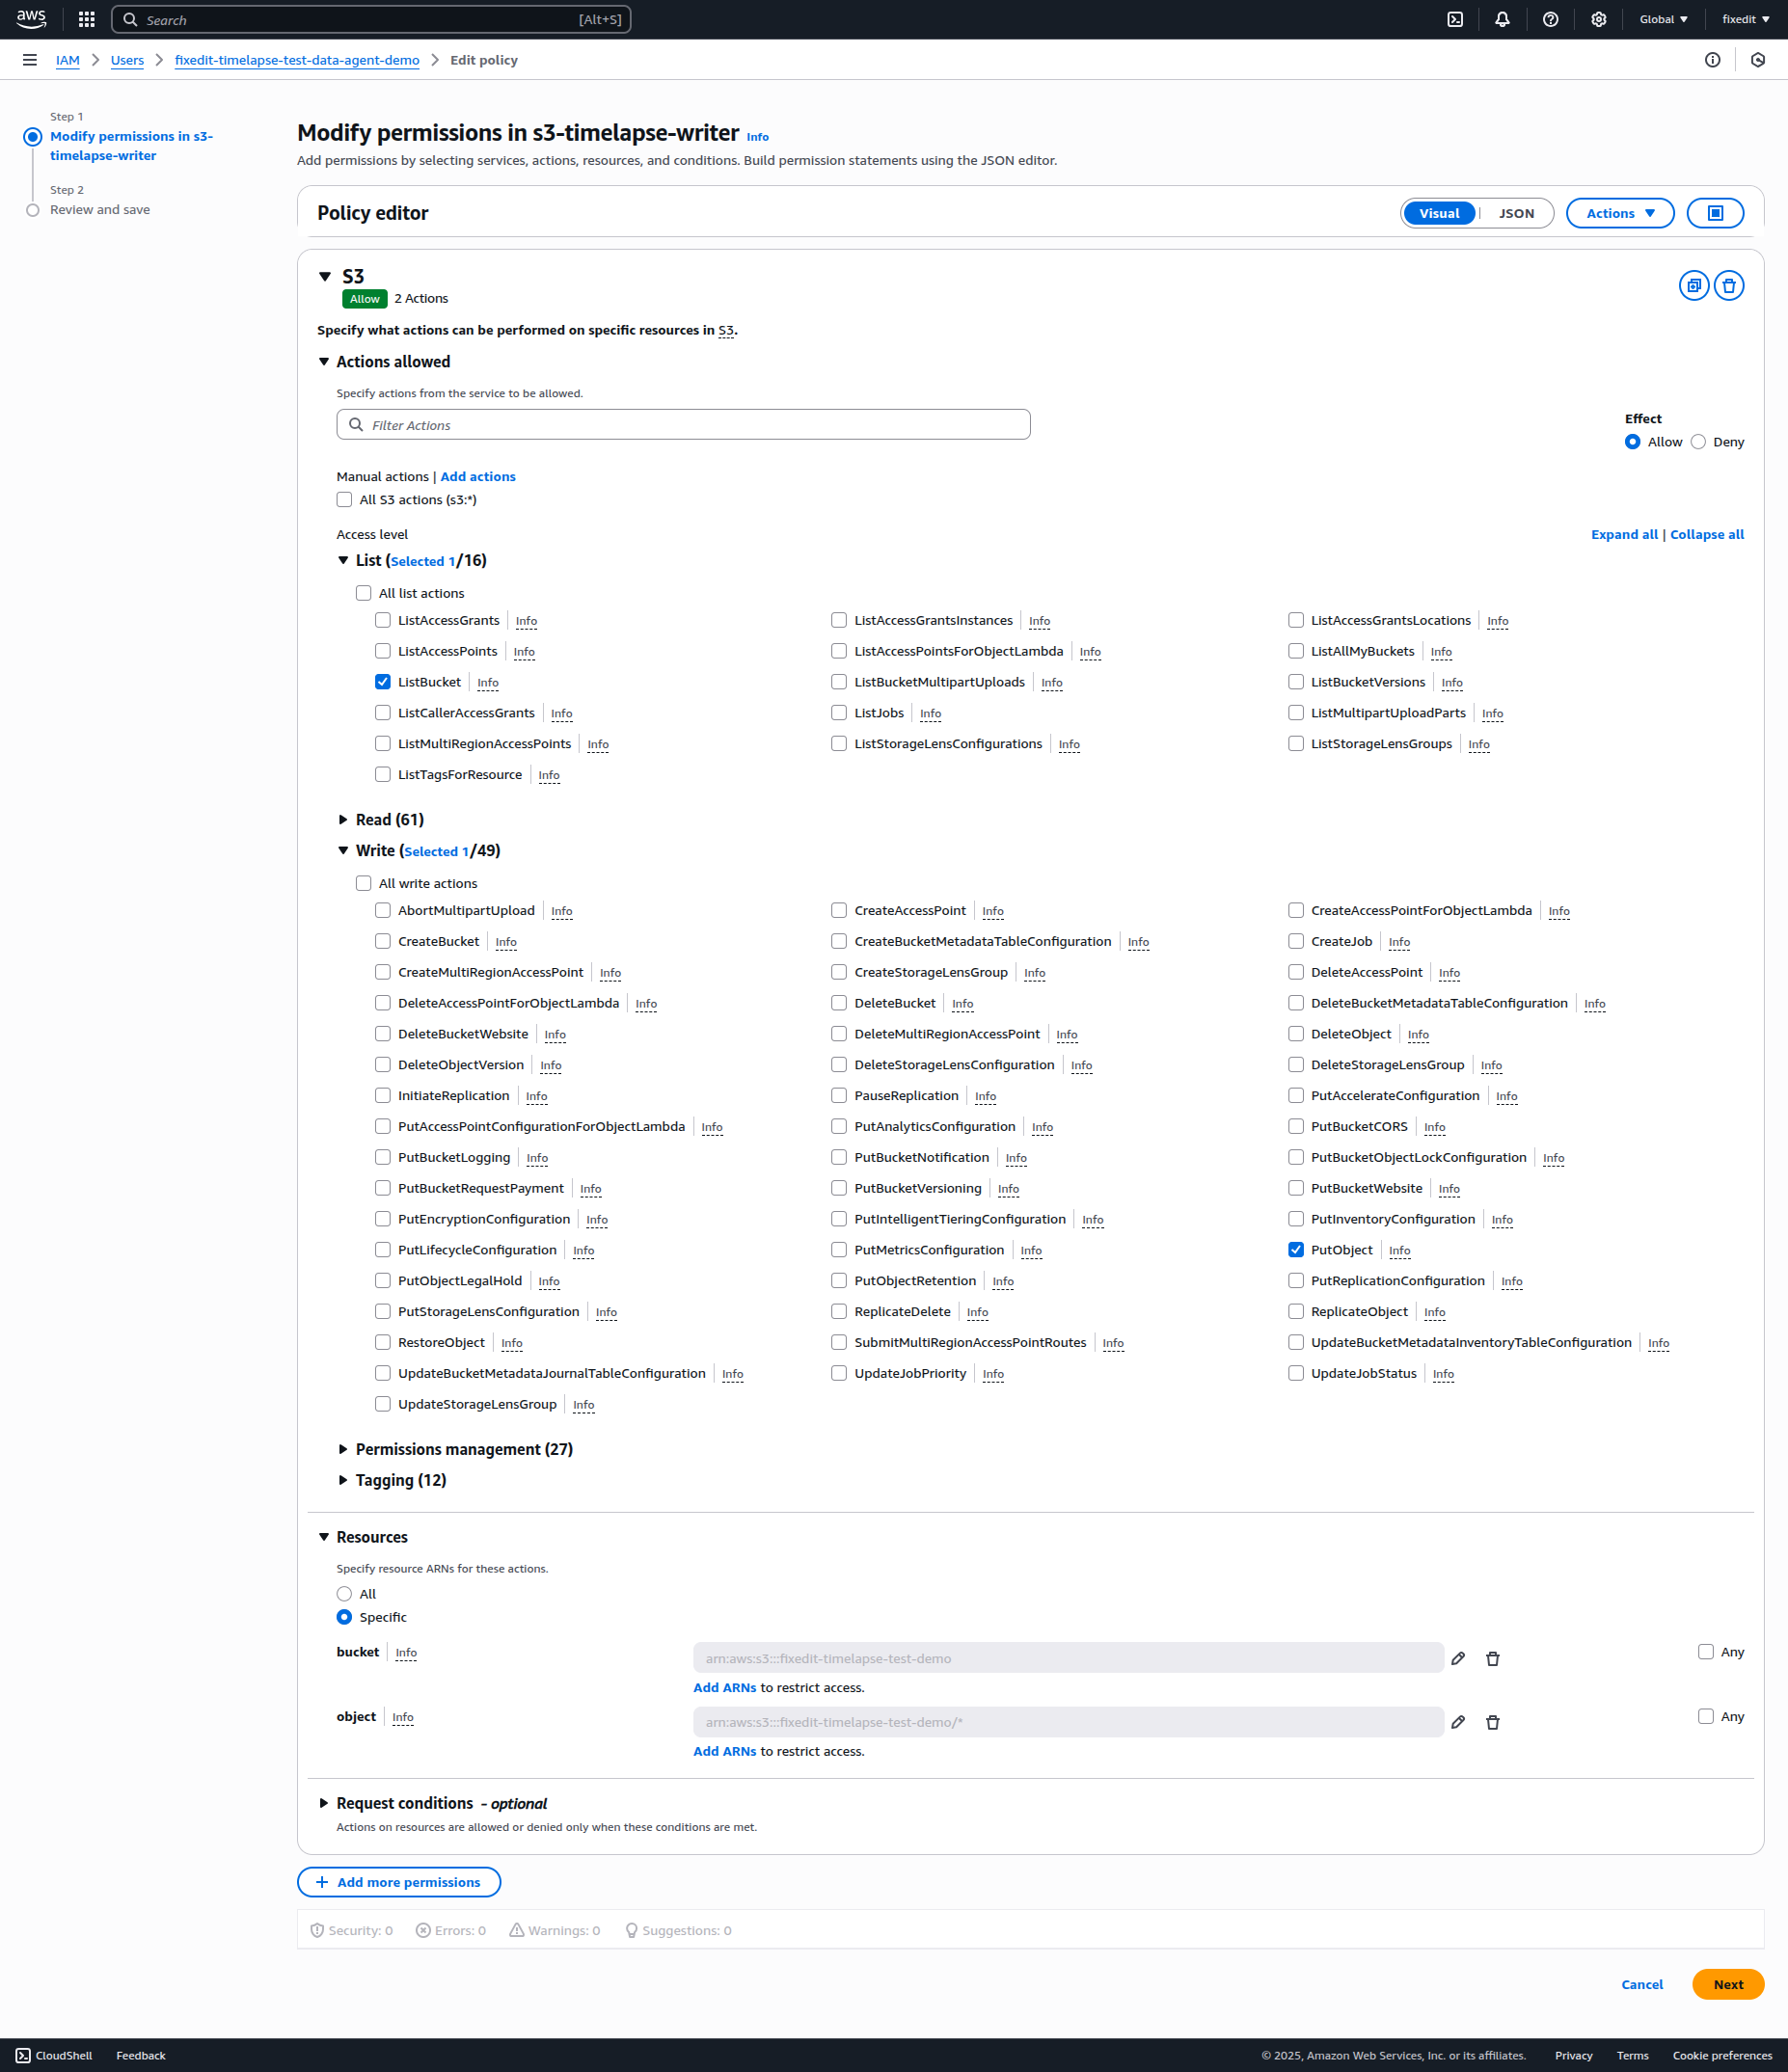 aws Search [Alt+S] Global fixedit
IAM Users fixedit-timelapse-test-data-agent-demo Edit policy
Step 1
Modify permissions in s3-
timelapse-writer
Step 2
Review and save
Modify permissions in s3-timelapse-writer Info
Add permissions by selecting services, actions, resources, and conditions. Build permission statements using the JSON editor.
Policy editor Visual JSON Actions
S3
Allow 2 Actions
Specify what actions can be performed on specific resources in S3.
Actions allowed
Specify actions from the service to be allowed.
Filter Actions
Effect
Allow Deny
Manual actions | Add actions
All S3 actions (s3:*)
Access level Expand all | Collapse all
List (Selected 1/16)
All list actions
ListAccessGrants Info ListAccessGrantsInstances Info ListAccessGrantsLocations Info
ListAccessPoints Info ListAccessPointsForObjectLambda Info ListAllMyBuckets Info
ListBucket Info ListBucketMultipartUploads Info ListBucketVersions Info
ListCallerAccessGrants Info ListJobs Info ListMultipartUploadParts Info
ListMultiRegionAccessPoints Info ListStorageLensConfigurations Info ListStorageLensGroups Info
ListTagsForResource Info
Read (61)
Write (Selected 1/49)
All write actions
AbortMultipartUpload Info CreateAccessPoint Info CreateAccessPointForObjectLambda Info
CreateBucket Info CreateBucketMetadataTableConfiguration Info CreateJob Info
CreateMultiRegionAccessPoint Info CreateStorageLensGroup Info DeleteAccessPoint Info
DeleteAccessPointForObjectLambda Info DeleteBucket Info DeleteBucketMetadataTableConfiguration Info
DeleteBucketWebsite Info DeleteMultiRegionAccessPoint Info DeleteObject Info
DeleteObjectVersion Info DeleteStorageLensConfiguration Info DeleteStorageLensGroup Info
InitiateReplication Info PauseReplication Info PutAccelerateConfiguration Info
PutAccessPointConfigurationForObjectLambda Info PutAnalyticsConfiguration Info PutBucketCORS Info
PutBucketLogging Info PutBucketNotification Info PutBucketObjectLockConfiguration Info
PutBucketRequestPayment Info PutBucketVersioning Info PutBucketWebsite Info
PutEncryptionConfiguration Info PutIntelligentTieringConfiguration Info PutInventoryConfiguration Info
PutLifecycleConfiguration Info PutMetricsConfiguration Info PutObject Info
PutObjectLegalHold Info PutObjectRetention Info PutReplicationConfiguration Info
PutStorageLensConfiguration Info ReplicateDelete Info ReplicateObject Info
RestoreObject Info SubmitMultiRegionAccessPointRoutes Info UpdateBucketMetadataInventoryTableConfiguration Info
UpdateBucketMetadataJournalTableConfiguration Info UpdateJobPriority Info UpdateJobStatus Info
UpdateStorageLensGroup Info
Permissions management (27)
Tagging (12)
Resources
Specify resource ARNs for these actions.
All
Specific
bucket Info arn:aws:s3:::fixedit-timelapse-test-demo Any
Add ARNs to restrict access.
object Info arn:aws:s3:::fixedit-timelapse-test-demo/* Any
Add ARNs to restrict access.
Request conditions - optional
Actions on resources are allowed or denied only when these conditions are met.
Add more permissions
Security: 0 Errors: 0 Warnings: 0 Suggestions: 0
Cancel Next
CloudShell Feedback © 2025, Amazon Web Services, Inc. or its affiliates. Privacy Terms Cookie preferences